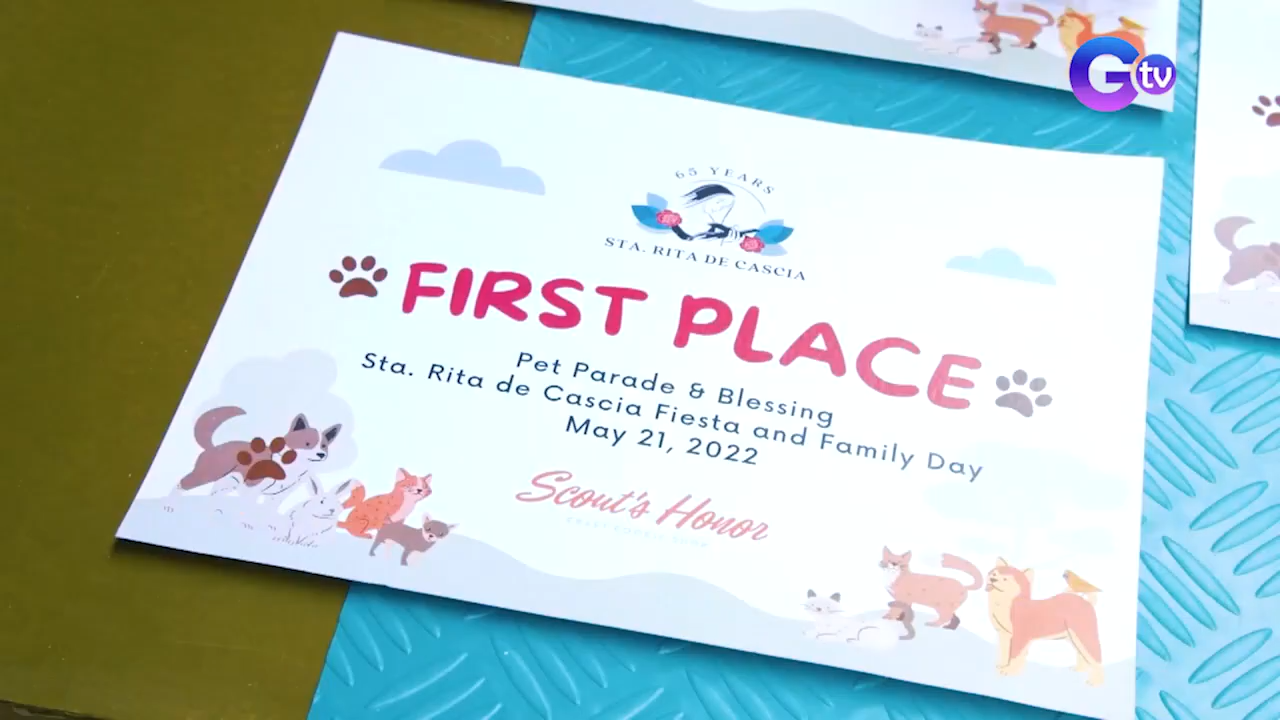 Gtv
65 YEARS
STA. RITA DE CASCIA
FIRST PLACE
Pet Parade & Blessing
Sta. Rita de Cascia Fiesta and Family Day
May 21, 2022
Scout's Honor